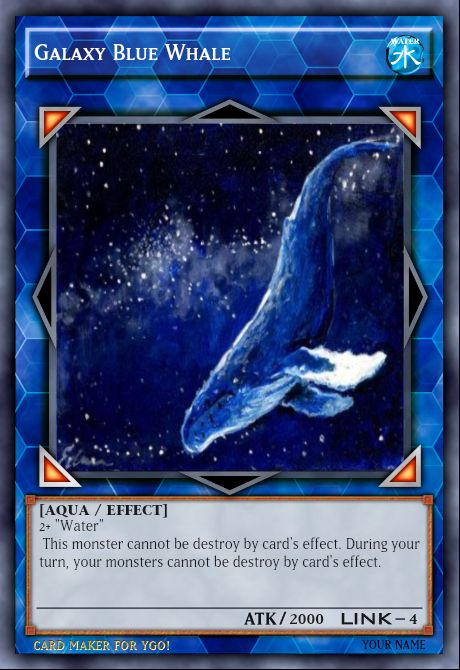 Galaxy Blue Whale
WATER
水
[AQUA / EFFECT]
2+ "Water"
This monster cannot be destroy by card's effect. During your
turn, your monsters cannot be destroy by card's effect.
ATK/2000 LINK-4
CARD MAKER FOR YGO! YOUR NAME